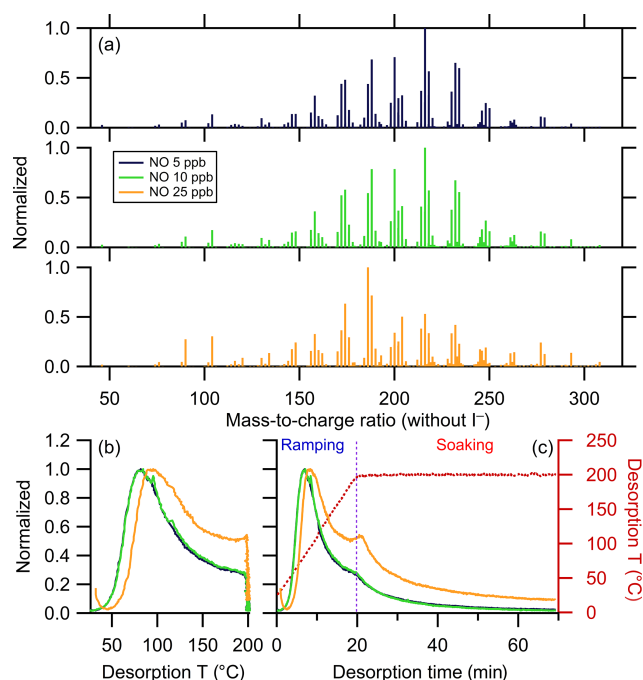 1.0
(a)
0.5
0.0
1.0
NO 5 ppb
NO 10 ppb
NO 25 ppb
0.5
0.0
Normalized
1.0
0.5
0.0
50 100 150 200 250 300
Mass-to-charge ratio (without I⁻)
(b)
1.2
1.0
0.8
0.6
0.4
0.2
0.0
Normalized
50 100 150 200
Desorption T (°C)
Ramping Soaking (c)
0 20 40 60
Desorption time (min)
250
200
150
100
50
0
Desorption T (°C)